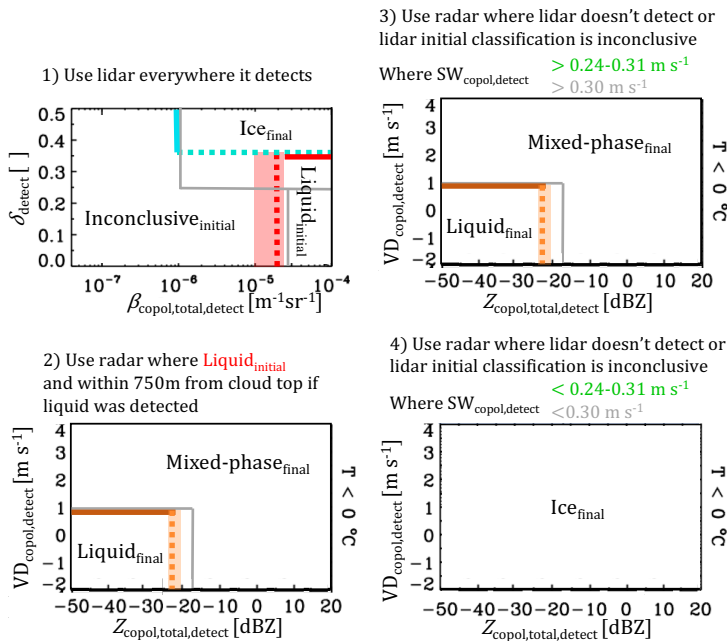 1) Use lidar everywhere it detects
0.5
0.4
0.3
0.2
0.1
0.0
δdetect [ ]
Icefinal
Inconclusiveinitial
Liquidinitial
10⁻⁷ 10⁻⁶ 10⁻⁵ 10⁻⁴
βcopol,total,detect [m⁻¹sr⁻¹]
2) Use radar where Liquidinitial
and within 750m from cloud top if
liquid was detected
4
3
2
1
0
−1
−2
VDcopol,detect [m s⁻¹]
Mixed-phasefinal
Liquidfinal
T < 0 °C
−50 −40 −30 −20 −10 0 10 20
Zcopol,total,detect [dBZ]
3) Use radar where lidar doesn't detect or
lidar initial classification is inconclusive
Where SWcopol,detect
> 0.24-0.31 m s⁻¹
> 0.30 m s⁻¹
4
3
2
1
0
−1
−2
VDcopol,detect [m s⁻¹]
Mixed-phasefinal
Liquidfinal
T < 0 °C
−50 −40 −30 −20 −10 0 10 20
Zcopol,total,detect [dBZ]
4) Use radar where lidar doesn't detect or
lidar initial classification is inconclusive
Where SWcopol,detect
< 0.24-0.31 m s⁻¹
<0.30 m s⁻¹
4
3
2
1
0
−1
−2
VDcopol,detect [m s⁻¹]
Icefinal
T < 0 °C
−50 −40 −30 −20 −10 0 10 20
Zcopol,total,detect [dBZ]